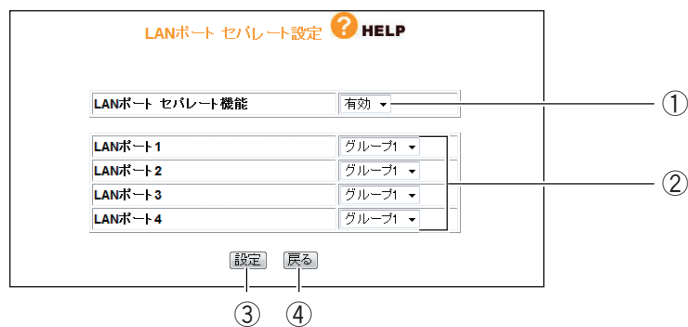 LANポート セパレート設定 ? HELP
LANポート セパレート機能 有効 ①
LANポート1 グループ1
LANポート2 グループ1
②
LANポート3 グループ1
LANポート4 グループ1
設定 戻る
③ ④